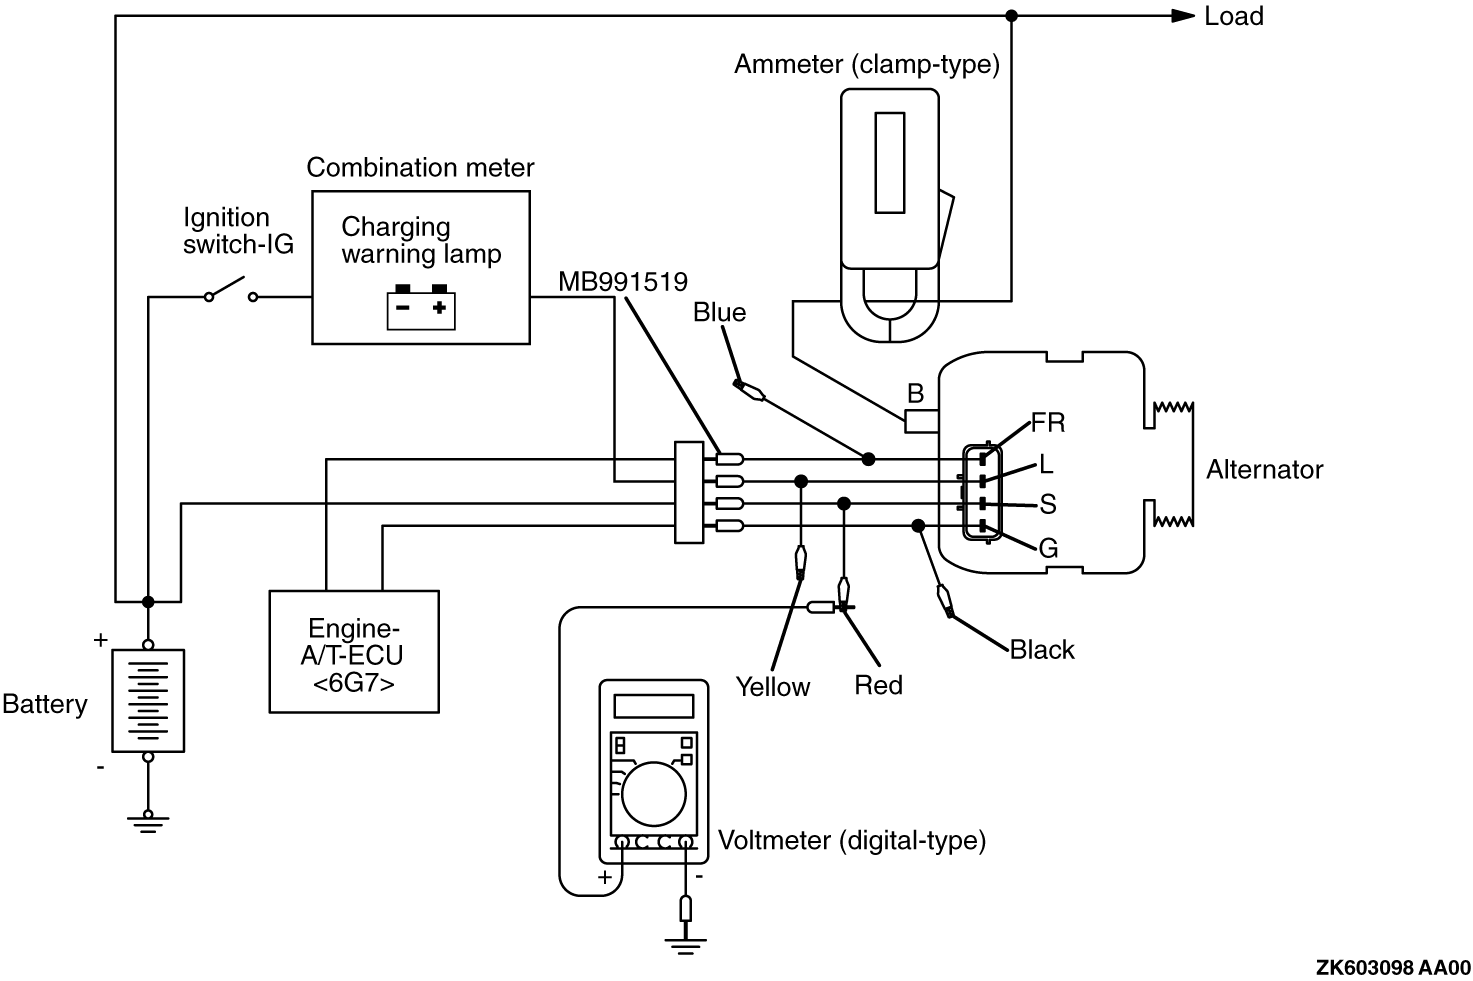 Load
Ammeter (clamp-type)
Combination meter
Ignition
switch-IG
Charging
warning lamp
- +
MB991519
Blue
B
FR
L
S
G
Alternator
Engine-
A/T-ECU
<6G7>
+
Battery
-
Yellow
Red
Black
Voltmeter (digital-type)
+ -
ZK603098 AA00